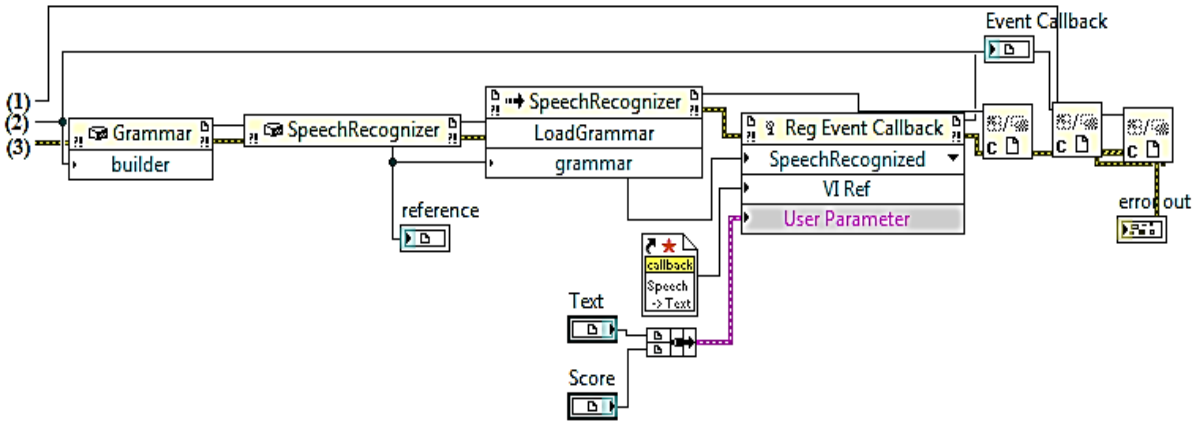 Event Callback
(1)
(2)
(3)
Grammar
builder
SpeechRecognizer
SpeechRecognizer
LoadGrammar
grammar
Reg Event Callback
SpeechRecognized
VI Ref
User Parameter
reference
error out
callback
Speech
->Text
Text
Score
C
C
C